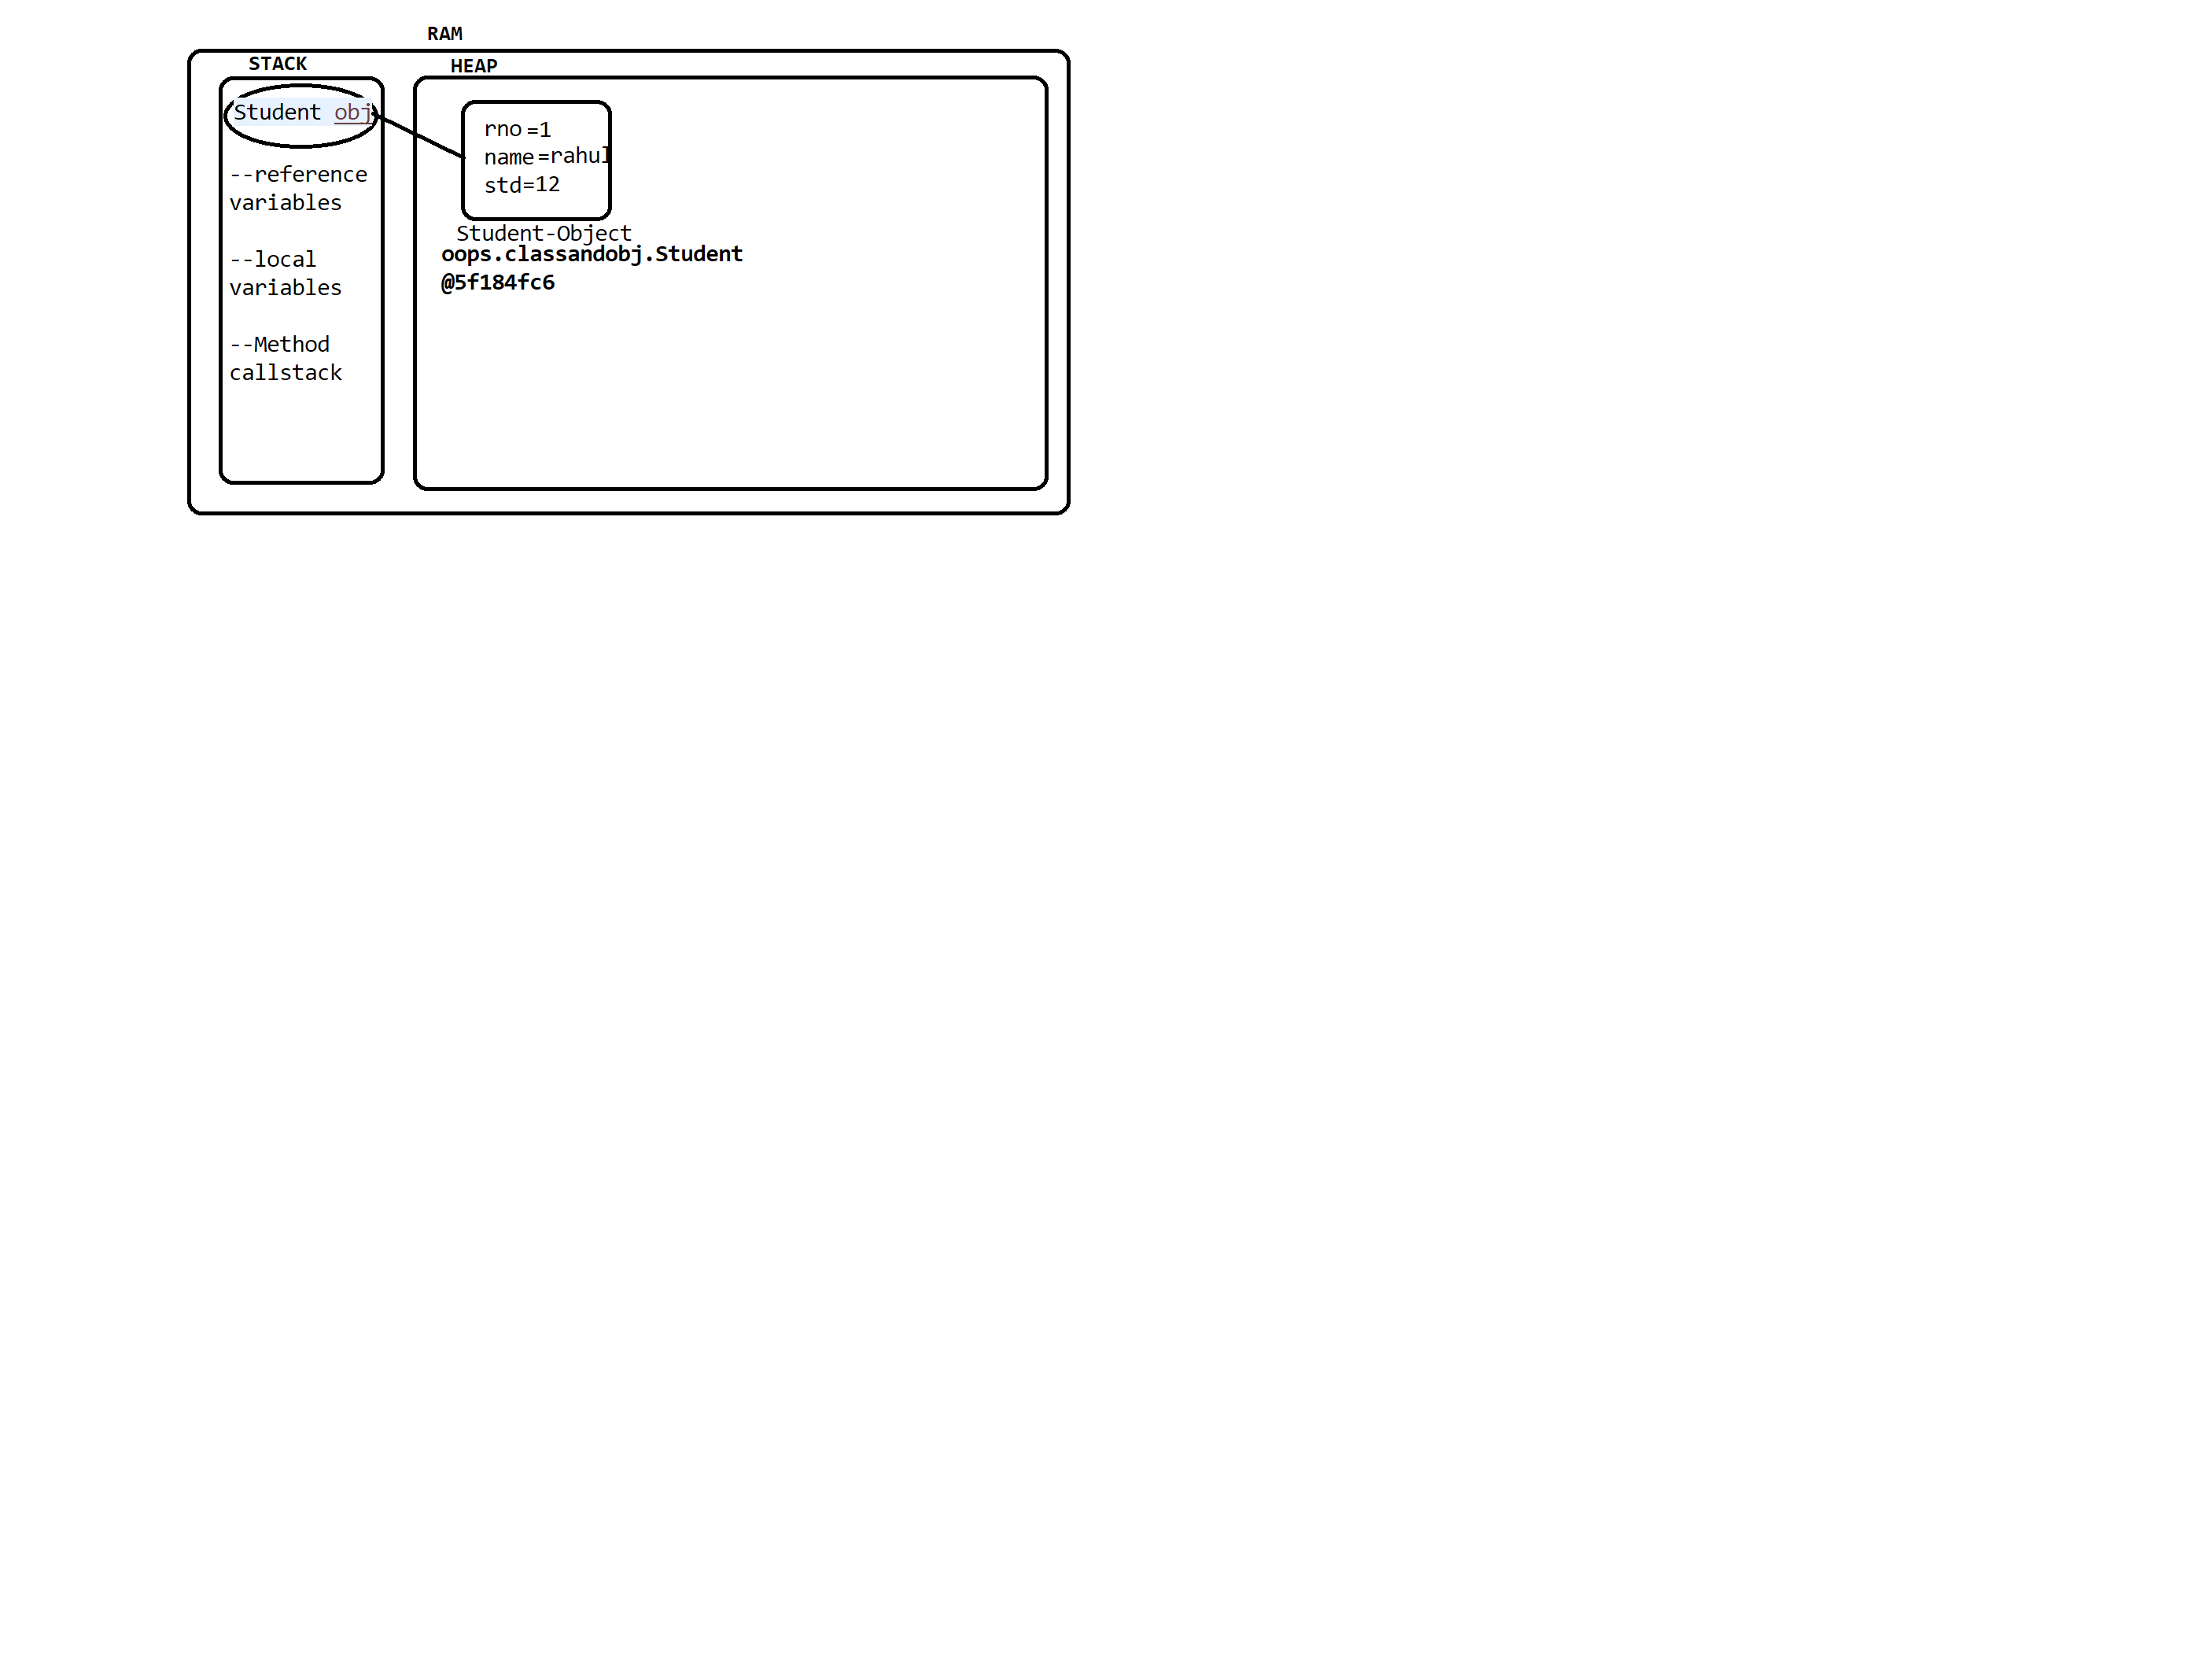 RAM
STACK
HEAP
Student obj
--reference
variables
--local
variables
--Method
callstack
rno =1
name =rahul
std=12
Student-Object
oops.classandobj.Student
@5f184fc6